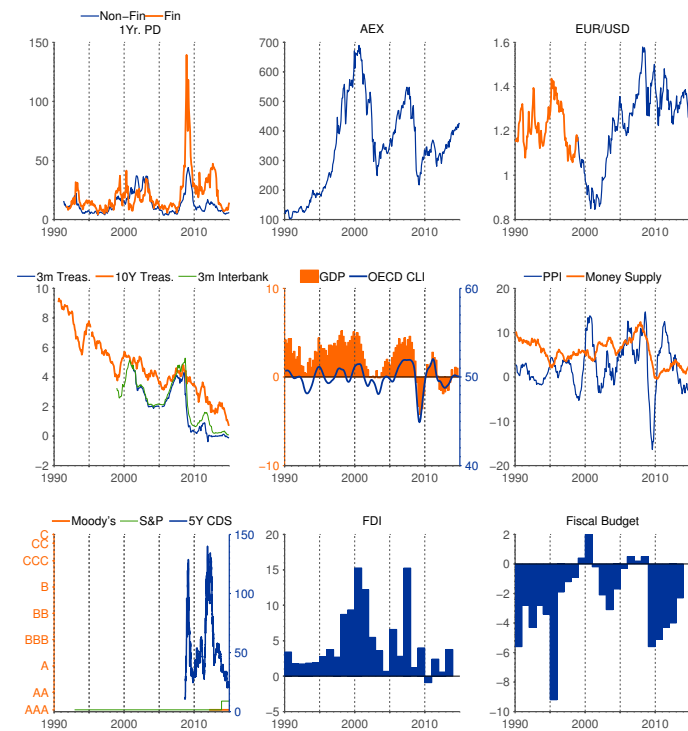 Non-Fin Fin
1Yr. PD
150
100
50
0
1990 2000 2010
AEX
700
600
500
400
300
200
100
1990 2000 2010
EUR/USD
1.6
1.4
1.2
1
0.8
1990 2000 2010
3m Treas. 10Y Treas. 3m Interbank
10
8
6
4
2
0
−2
1990 2000 2010
GDP OECD CLI
10
0
−10
60
50
40
1990 2000 2010
PPI Money Supply
20
10
0
−10
−20
1990 2000 2010
Moody's S&P 5Y CDS
C
CC
CCC
B
BB
BBB
A
AA
AAA
150
100
50
0
1990 2000 2010
FDI
20
15
10
5
0
−5
1990 2000 2010
Fiscal Budget
2
0
−2
−4
−6
−8
−10
1990 2000 2010